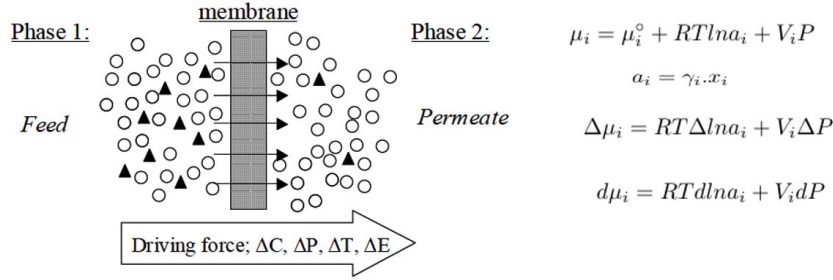 membrane
Phase 1:
Phase 2:
Feed
Permeate
Driving force; ΔC, ΔP, ΔT, ΔE
μᵢ = μᵢ° + RTlnaᵢ + VᵢP
aᵢ = γᵢ.xᵢ
Δμᵢ = RTΔlnaᵢ + VᵢΔP
dμᵢ = RTdlnaᵢ + VᵢdP